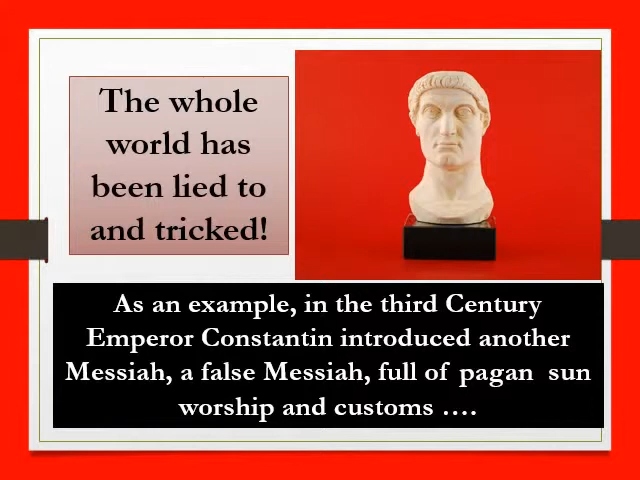 The whole
world has
been lied to
and tricked!
As an example, in the third Century
Emperor Constantin introduced another
Messiah, a false Messiah, full of pagan sun
worship and customs ….